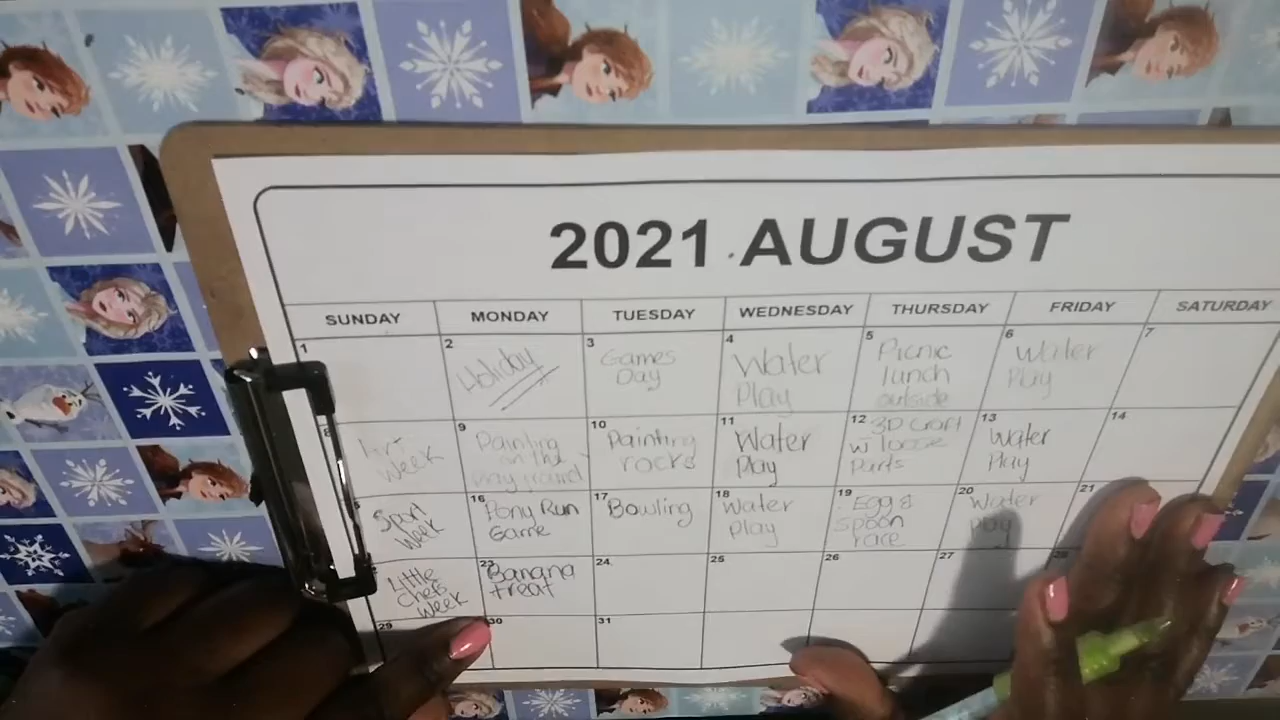 2021 AUGUST
SUNDAY MONDAY TUESDAY WEDNESDAY THURSDAY FRIDAY SATURDAY
1
2
Holiday
3
Games
Day
4
Water
Play
5
Picnic
lunch
outside
6
Water
Play
7
8
Art
Week
9
Painting
on the
playground
10
Painting
rocks
11
Water
Play
12
3D craft
w loose
Parts
13
Water
Play
14
Sport
Week
16
Pony Run
Game
17
Bowling
18
Water
play
19
Egg &
Spoon
race
20
Water
play
21
Little
Chefs
Week
23
Banana
treat
24
25
26
27
28
29
30
31